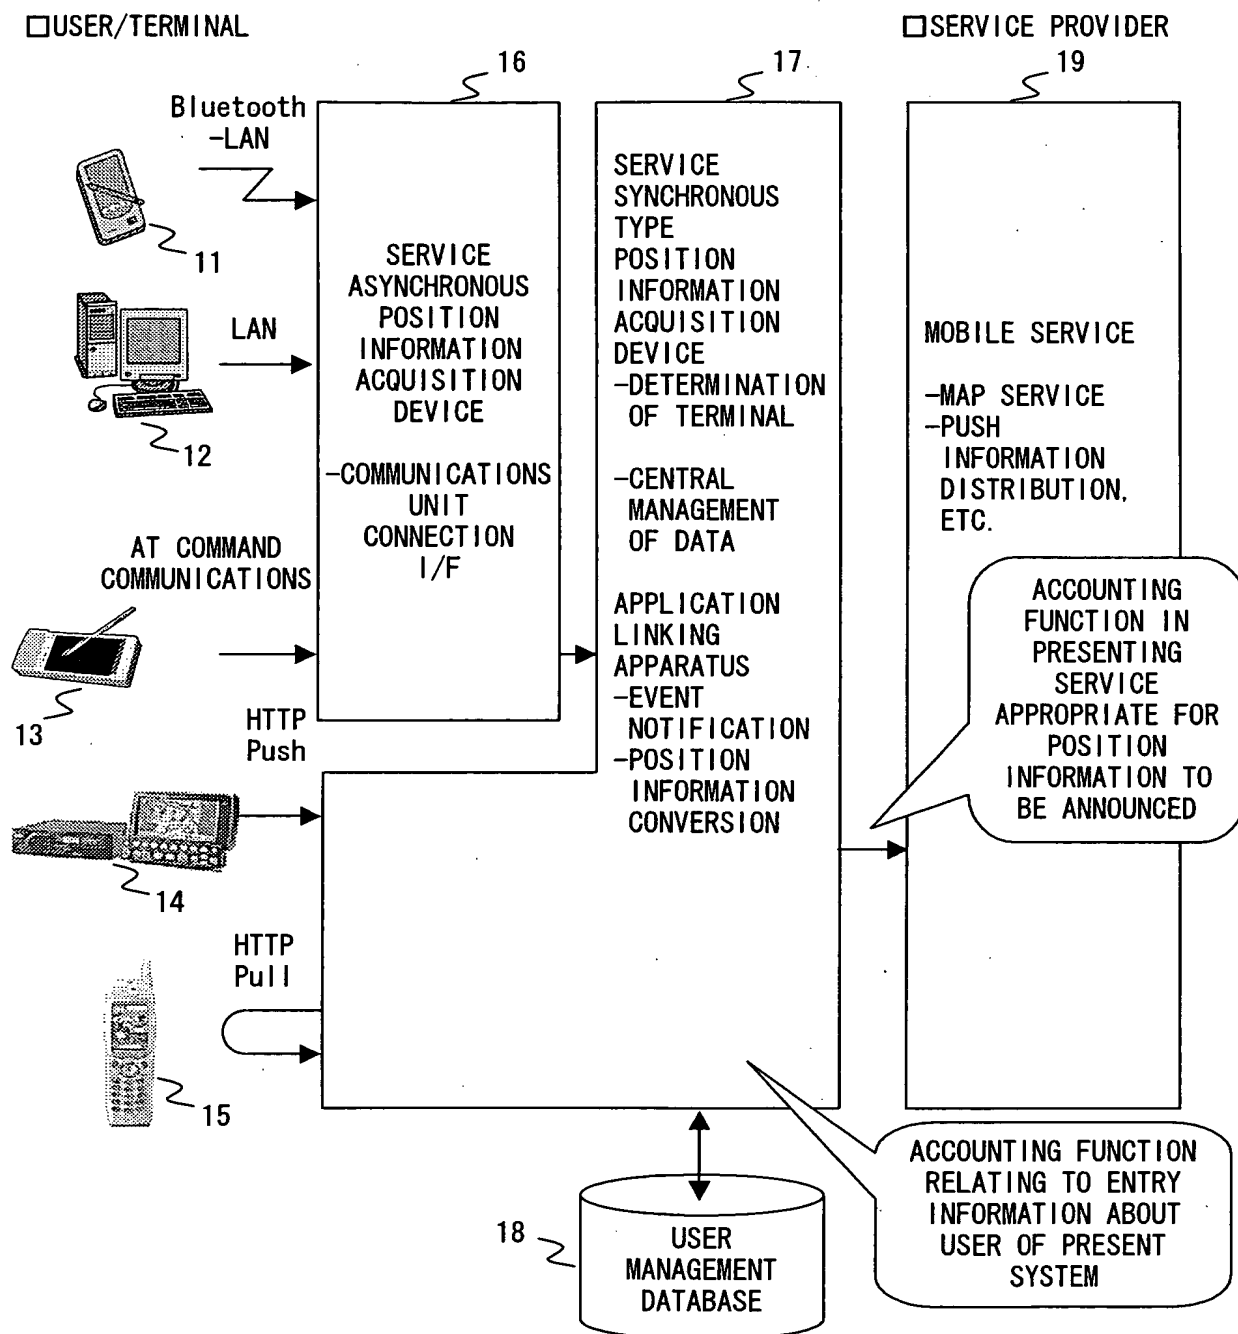 □USER/TERMINAL
□SERVICE PROVIDER
16
17
19
Bluetooth
-LAN
11
LAN
12
AT COMMAND
COMMUNICATIONS
13
HTTP
Push
14
HTTP
Pull
15
SERVICE
ASYNCHRONOUS
POSITION
INFORMATION
ACQUISITION
DEVICE
-COMMUNICATIONS
UNIT
CONNECTION
I/F
SERVICE
SYNCHRONOUS
TYPE
POSITION
INFORMATION
ACQUISITION
DEVICE
-DETERMINATION
OF TERMINAL
-CENTRAL
MANAGEMENT
OF DATA
APPLICATION
LINKING
APPARATUS
-EVENT
NOTIFICATION
-POSITION
INFORMATION
CONVERSION
MOBILE SERVICE
-MAP SERVICE
-PUSH
INFORMATION
DISTRIBUTION,
ETC.
ACCOUNTING
FUNCTION IN
PRESENTING
SERVICE
APPROPRIATE FOR
POSITION
INFORMATION TO
BE ANNOUNCED
ACCOUNTING FUNCTION
RELATING TO ENTRY
INFORMATION ABOUT
USER OF PRESENT
SYSTEM
18
USER
MANAGEMENT
DATABASE